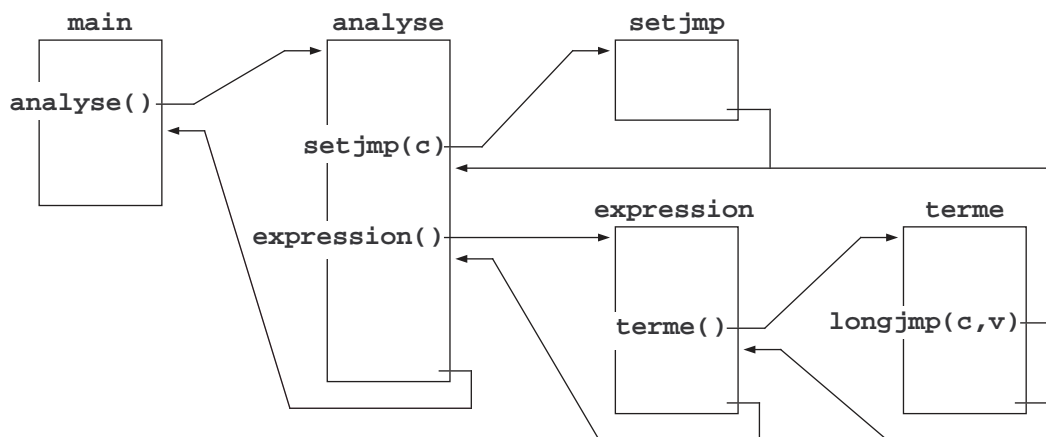 main
analyse
setjmp
analyse()
setjmp(c)
expression
terme
expression()
terme()
longjmp(c,v)